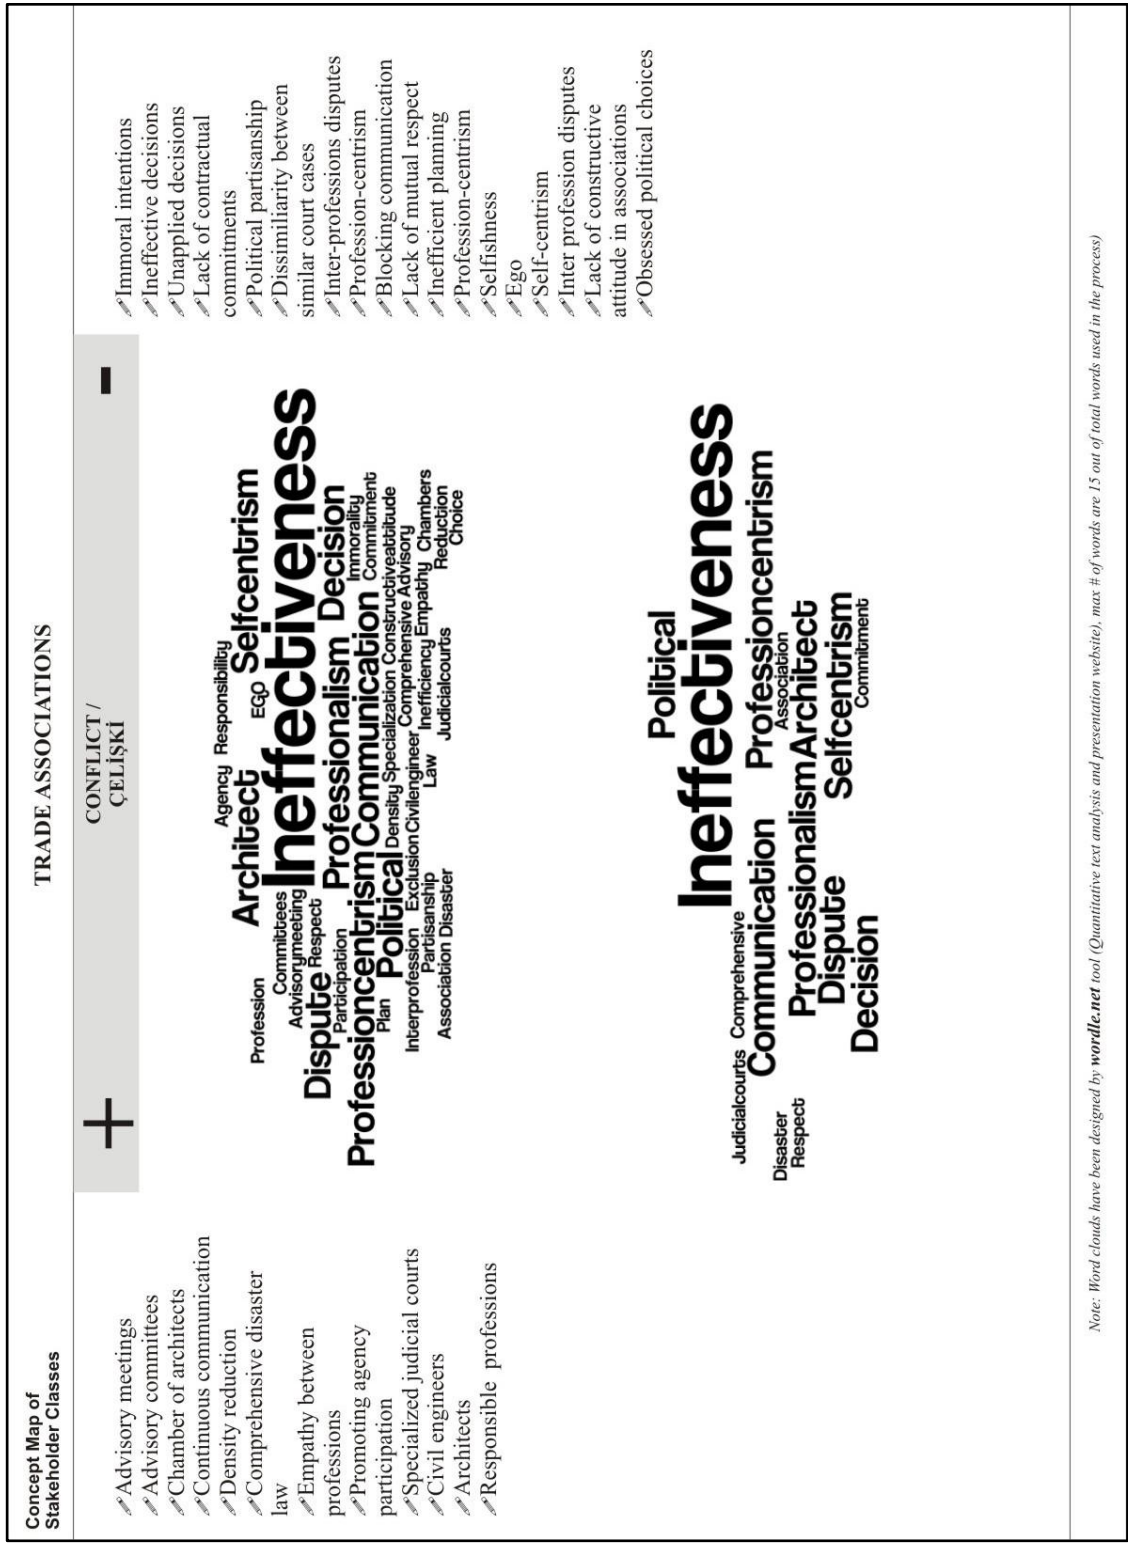 Concept Map of
Stakeholder Classes
TRADE ASSOCIATIONS
CONFLICT /
ÇELİŞKİ
+
-
Advisory meetings
Advisory committees
Chamber of architects
Continuous communication
Density reduction
Comprehensive disaster
law
Empathy between
professions
Promoting agency
participation
Specialized judicial courts
Civil engineers
Architects
Responsible professions
Agency Responsibility
Architect EGO Selfcentrism
Profession
Committees
Ineffectiveness
Advisorymeeting
Respect
Dispute Professionalism Decision
Participation
Immorality
Professioncentrism Communication Commitment
Plan
Political Density Specialization Constructiveattitude
Interprofession Exclusion Civilengineer Comprehensive Advisory
Partisanship Law Inefficiency Empathy Chambers
Association Disaster Judicialcourts Reduction
Choice
Political
Ineffectiveness
Judicialcourts Comprehensive
Communication Professioncentrism
Disaster Association
Respect
Professionalism Architect
Dispute Selfcentrism
Commitment
Decision
Immoral intentions
Ineffective decisions
Unapplied decisions
Lack of contractual
commitments
Political partisanship
Dissimiliarity between
similar court cases
Inter-professions disputes
Profession-centrism
Blocking communication
Lack of mutual respect
Inefficient planning
Profession-centrism
Selfishness
Ego
Self-centrism
Inter profession disputes
Lack of constructive
attitude in associations
Obsessed political choices
Note: Word clouds have been designed by wordle.net tool (Quantitative text analysis and presentation website), max # of words are 15 out of total words used in the process)